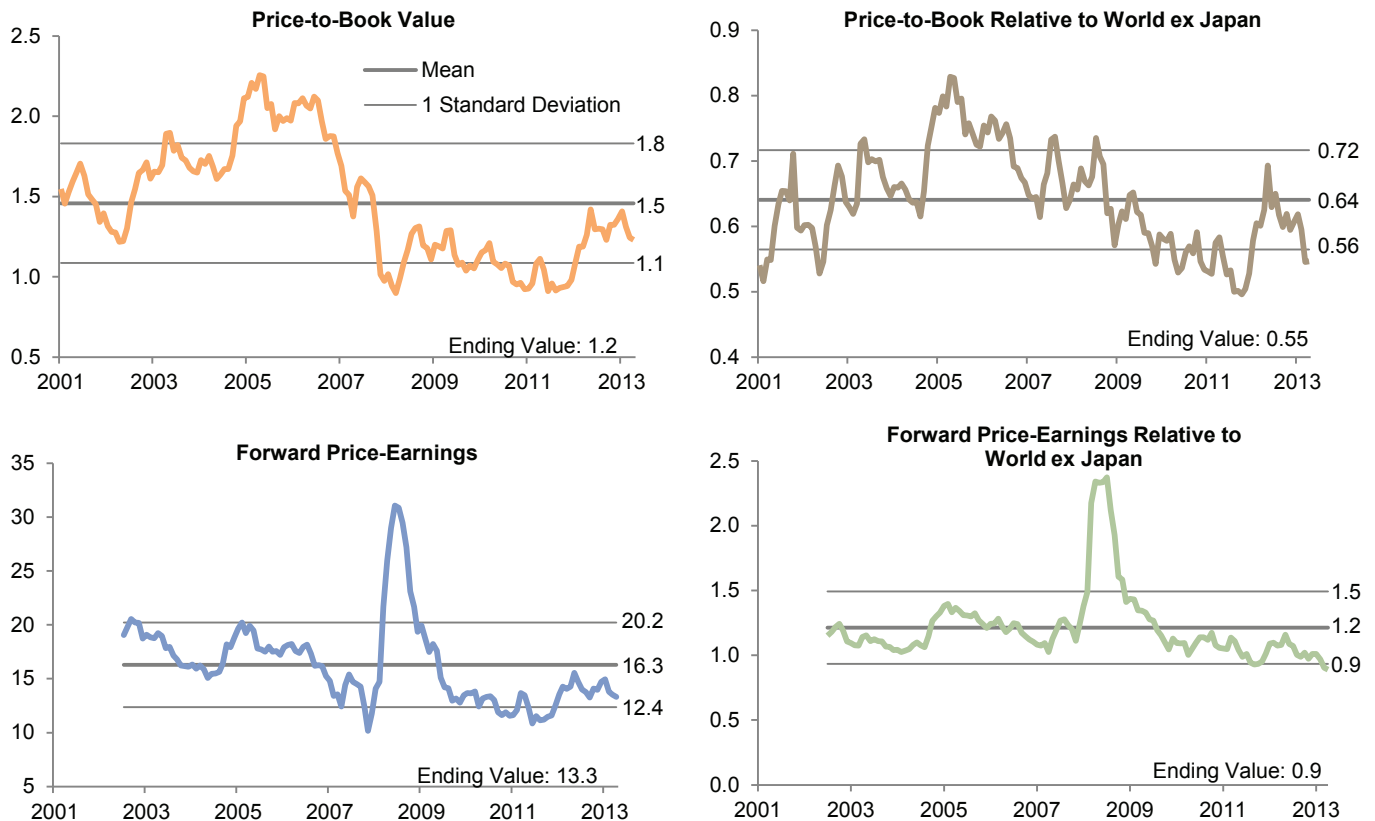 Price-to-Book Value
2.5
2.0
1.5
1.0
0.5
Mean
1 Standard Deviation
1.8
1.5
1.1
Ending Value: 1.2
2001 2003 2005 2007 2009 2011 2013
Price-to-Book Relative to World ex Japan
0.9
0.8
0.7
0.6
0.5
0.4
0.72
0.64
0.56
Ending Value: 0.55
2001 2003 2005 2007 2009 2011 2013
Forward Price-Earnings
35
30
25
20
15
10
5
20.2
16.3
12.4
Ending Value: 13.3
2001 2003 2005 2007 2009 2011 2013
Forward Price-Earnings Relative to
World ex Japan
2.5
2.0
1.5
1.0
0.5
0.0
1.5
1.2
0.9
Ending Value: 0.9
2001 2003 2005 2007 2009 2011 2013